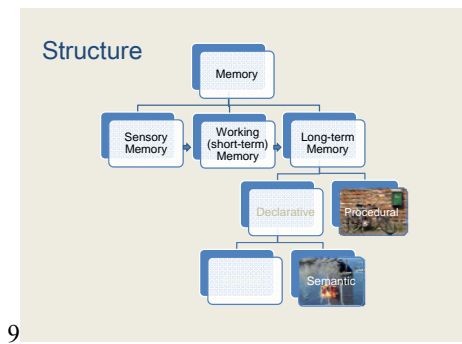 Structure
Memory
Sensory
Memory
Working
(short-term)
Memory
Long-term
Memory
Declarative
Procedural
Semantic
9